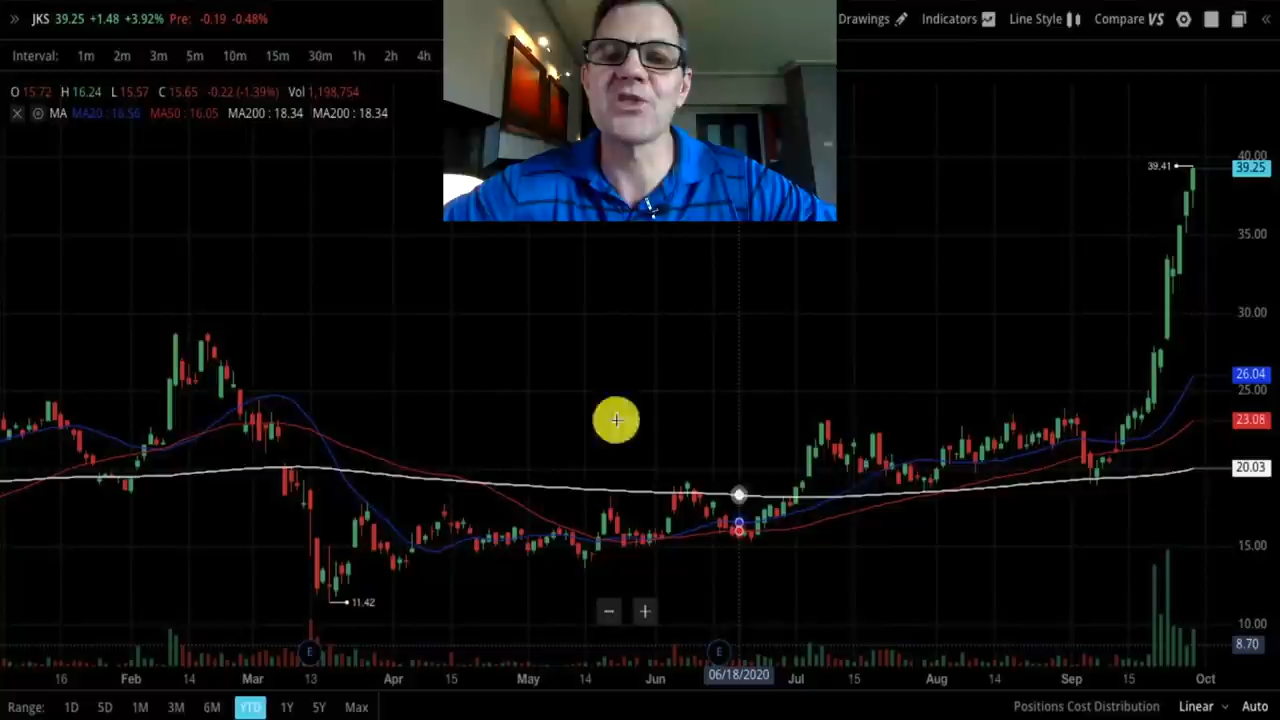 JKS 39.25 +1.48 +3.92% Pre: -0.19 -0.48%
Drawings Indicators Line Style Compare VS
Interval: 1m 2m 3m 5m 10m 15m 30m 1h 2h 4h
O 15.72 H 16.24 L 15.57 C 15.65 -0.22 (-1.39%) Vol 1,198,754
MA MA20 : 16.56 MA50 : 16.05 MA200 : 18.34 MA200 : 18.34
40.00
39.41
39.25
35.00
30.00
26.04
25.00
23.08
20.03
15.00
11.42
10.00
8.70
E E
16 Feb 14 Mar 13 Apr 15 May 14 Jun 06/18/2020 Jul 15 Aug 14 Sep 15 Oct
Range: 1D 5D 1M 3M 6M YTD 1Y 5Y Max
Positions Cost Distribution Linear Auto